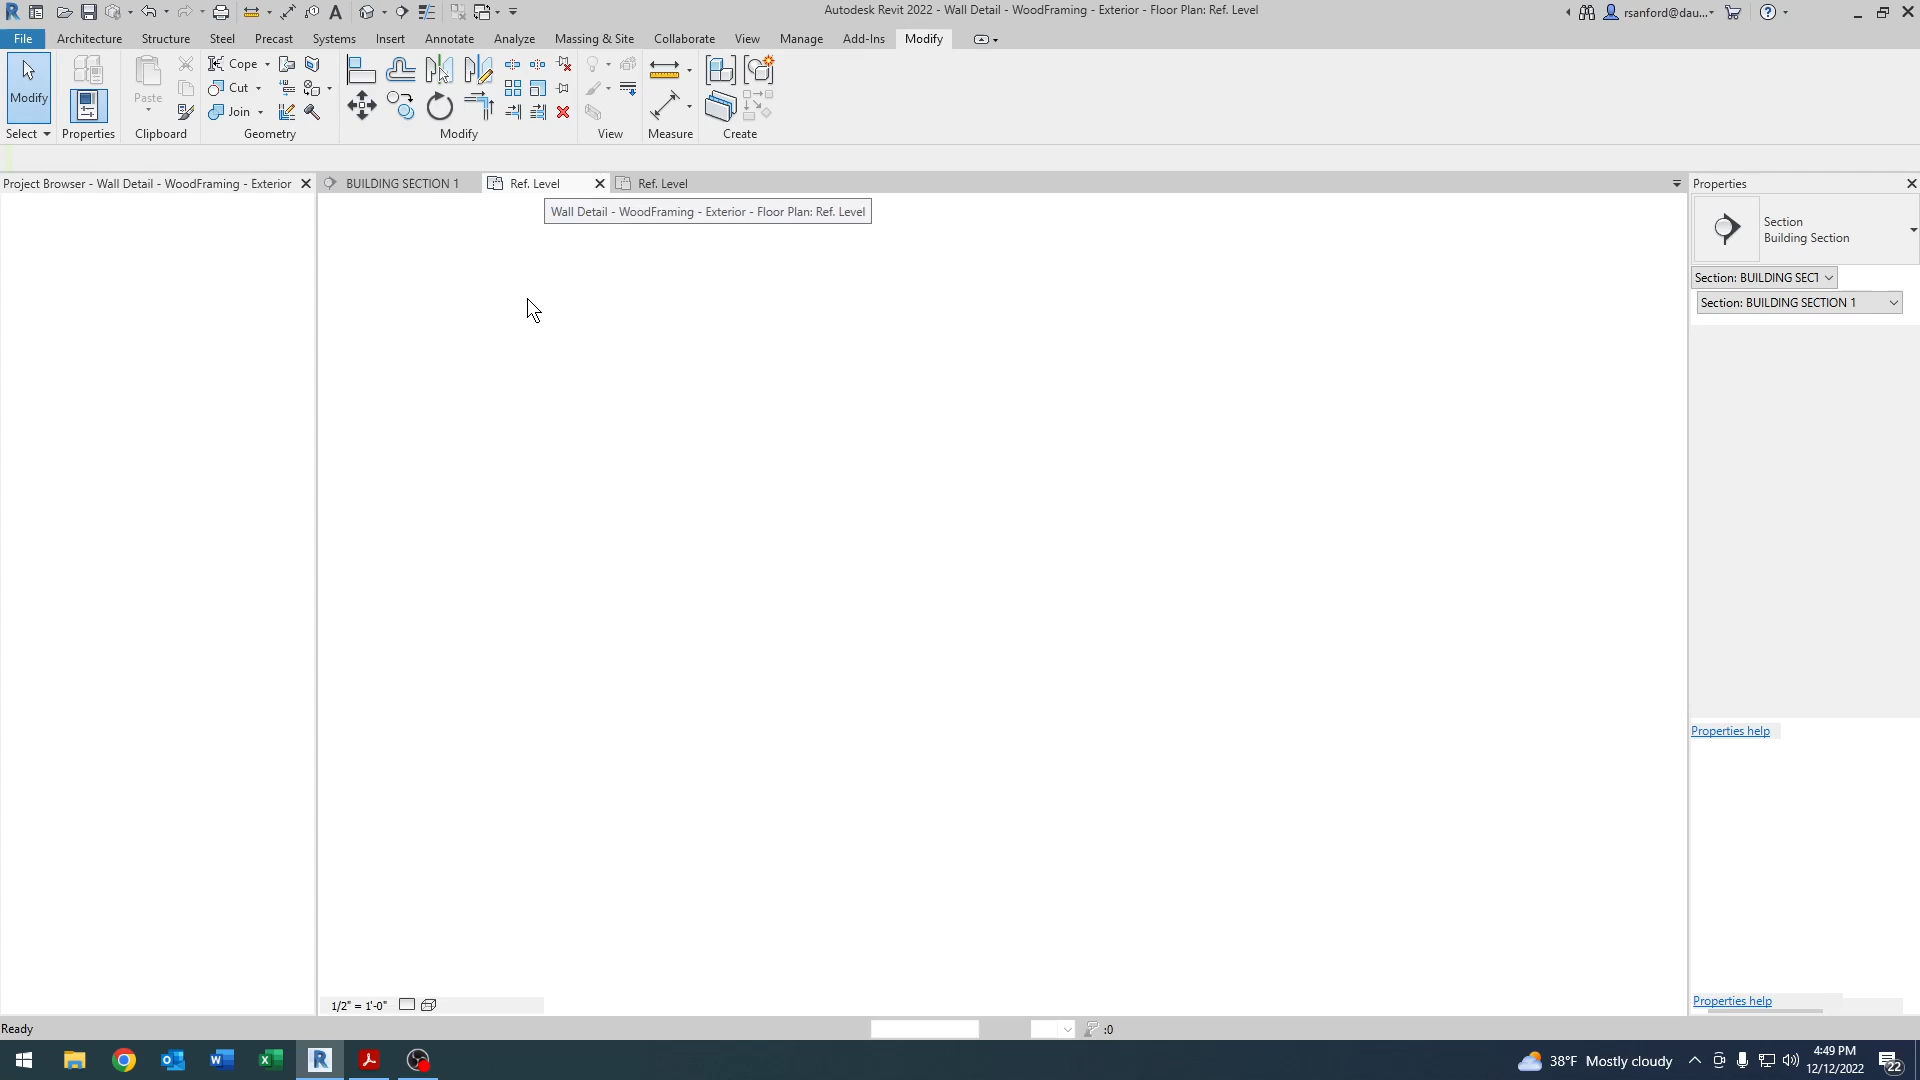 Autodesk Revit 2022 - Wall Detail - WoodFraming - Exterior - Floor Plan: Ref. Level
rsanford@dau...
File Architecture Structure Steel Precast Systems Insert Annotate Analyze Massing & Site Collaborate View Manage Add-Ins Modify
Modify
Paste
Cope
Cut
Join
Select Properties Clipboard Geometry Modify View Measure Create
Project Browser - Wall Detail - WoodFraming - Exterior
BUILDING SECTION 1
Ref. Level
Ref. Level
Properties
Wall Detail - WoodFraming - Exterior - Floor Plan: Ref. Level
Section
Building Section
Section: BUILDING SECT
Section: BUILDING SECTION 1
Properties help
Properties help
1/2" = 1'-0"
Ready
:0
38°F Mostly cloudy
4:49 PM
12/12/2022
22